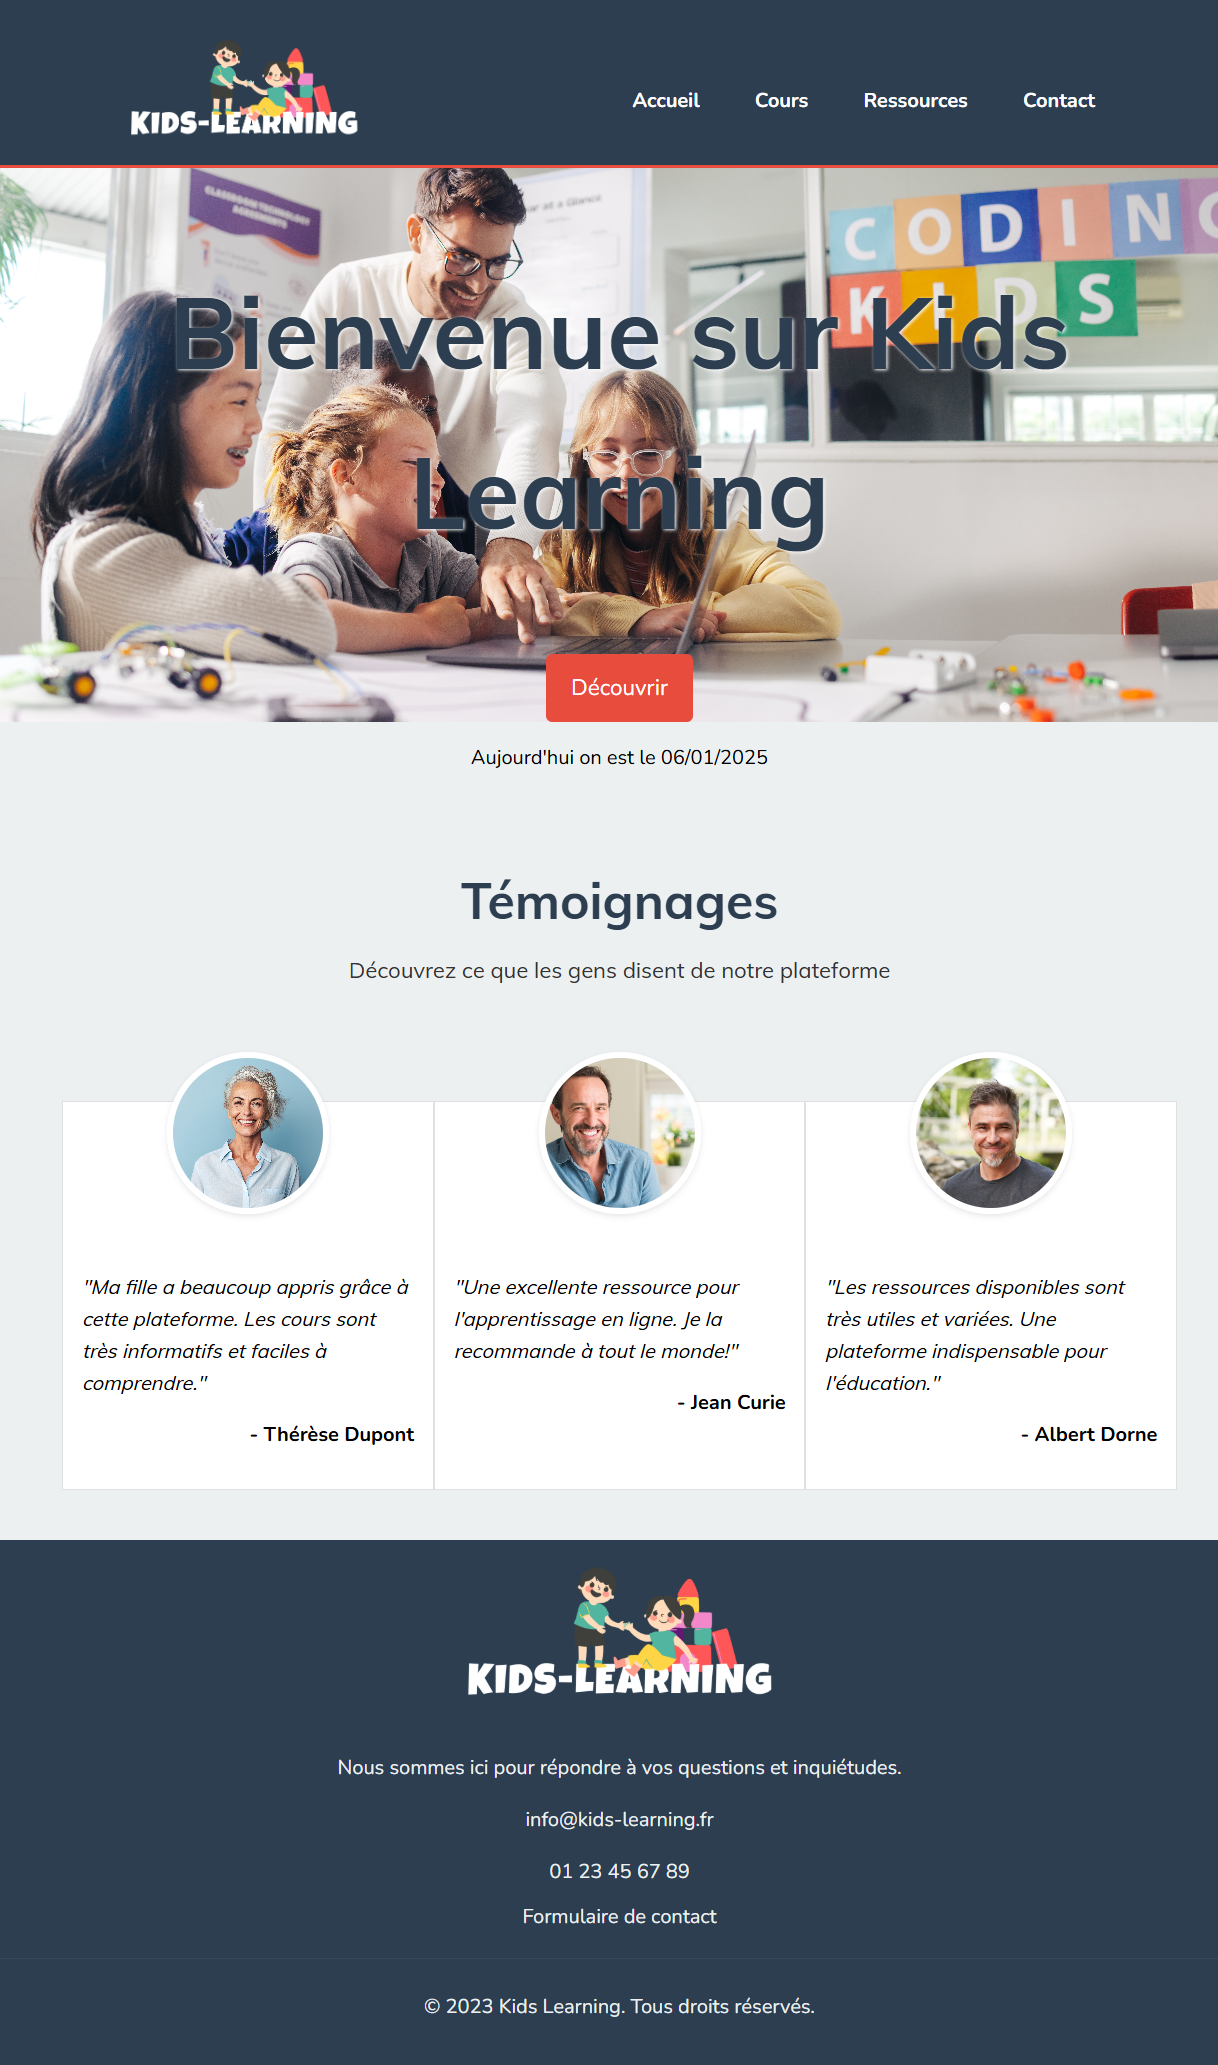 KIDS-LEARNING
Accueil Cours Ressources Contact
CLASSROOM TECHNOLOGY
AGREEMENTS
at a Glance
CODING
KIDS
Bienvenue sur Kids
Learning
Découvrir
Aujourd'hui on est le 06/01/2025
Témoignages
Découvrez ce que les gens disent de notre plateforme
"Ma fille a beaucoup appris grâce à
cette plateforme. Les cours sont
très informatifs et faciles à
comprendre."
- Thérèse Dupont
"Une excellente ressource pour
l'apprentissage en ligne. Je la
recommande à tout le monde!"
- Jean Curie
"Les ressources disponibles sont
très utiles et variées. Une
plateforme indispensable pour
l'éducation."
- Albert Dorne
KIDS-LEARNING
Nous sommes ici pour répondre à vos questions et inquiétudes.
info@kids-learning.fr
01 23 45 67 89
Formulaire de contact
© 2023 Kids Learning. Tous droits réservés.